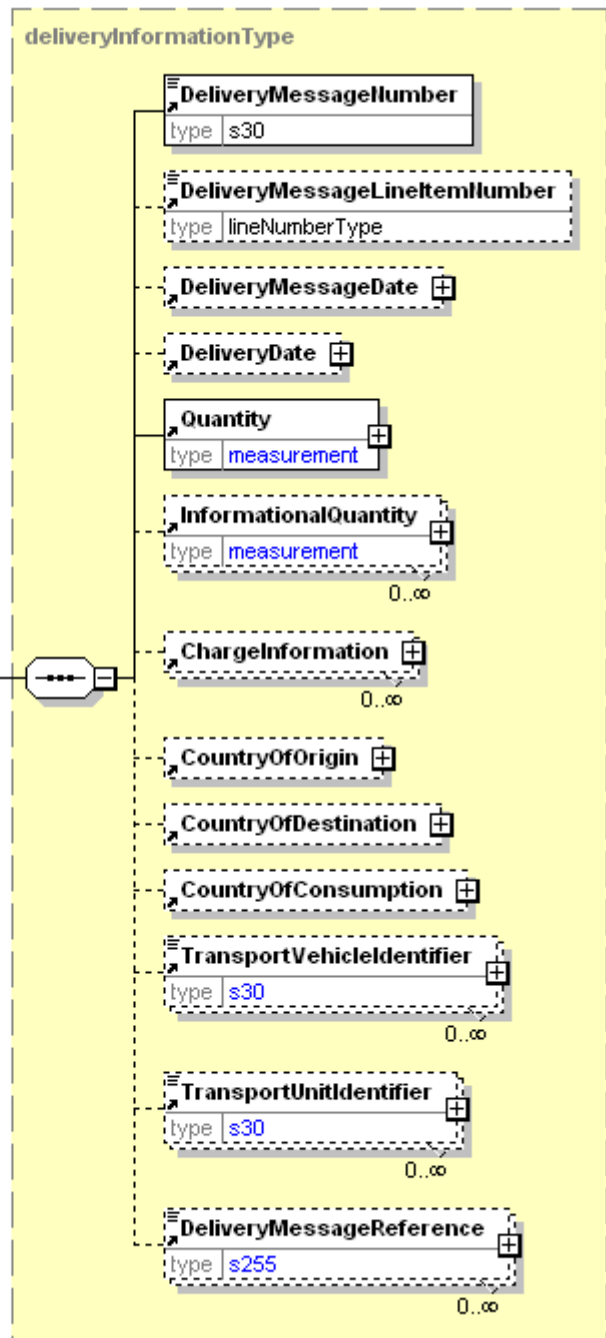 deliveryInformationType
DeliveryMessageNumber
type s30
DeliveryMessageLineItemNumber
type lineNumberType
DeliveryMessageDate
DeliveryDate
Quantity
type measurement
InformationalQuantity
type measurement
0..∞
ChargeInformation
0..∞
CountryOfOrigin
CountryOfDestination
CountryOfConsumption
TransportVehicleIdentifier
type s30
0..∞
TransportUnitIdentifier
type s30
0..∞
DeliveryMessageReference
type s255
0..∞